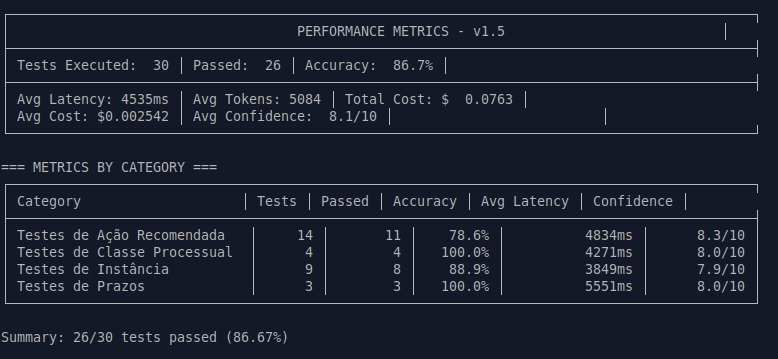 PERFORMANCE METRICS - v1.5
Tests Executed: 30 | Passed: 26 | Accuracy: 86.7% |
Avg Latency: 4535ms | Avg Tokens: 5084 | Total Cost: $ 0.0763 |
Avg Cost: $0.002542 | Avg Confidence: 8.1/10 | |
=== METRICS BY CATEGORY ===
Category | Tests | Passed | Accuracy | Avg Latency | Confidence |
Testes de Ação Recomendada | 14 | 11 | 78.6% | 4834ms | 8.3/10
Testes de Classe Processual | 4 | 4 | 100.0% | 4271ms | 8.0/10
Testes de Instância | 9 | 8 | 88.9% | 3849ms | 7.9/10
Testes de Prazos | 3 | 3 | 100.0% | 5551ms | 8.0/10
Summary: 26/30 tests passed (86.67%)